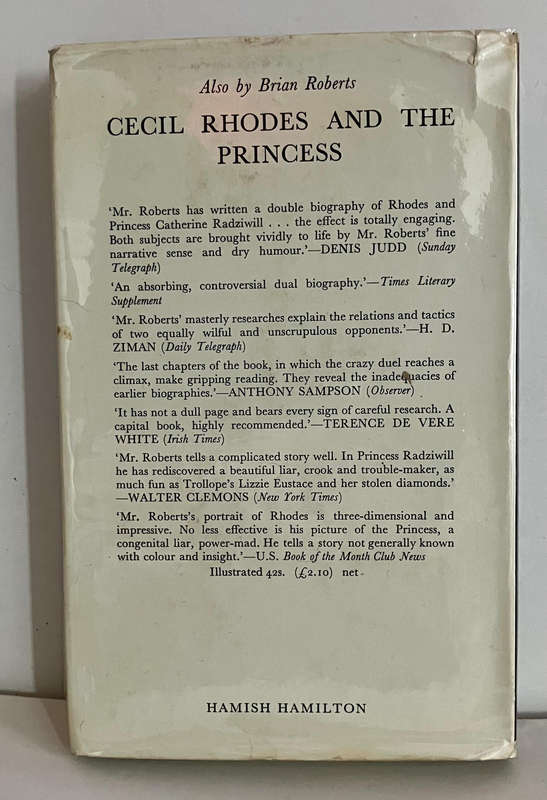 Also by Brian Roberts
CECIL RHODES AND THE
PRINCESS
‘Mr. Roberts has written a double biography of Rhodes and
Princess Catherine Radziwill . . . the effect is totally engaging.
Both subjects are brought vividly to life by Mr. Roberts’ fine
narrative sense and dry humour.’—DENIS JUDD (Sunday
Telegraph)
‘An absorbing, controversial dual biography.’—Times Literary
Supplement
‘Mr. Roberts’ masterly researches explain the relations and tactics
of two equally wilful and unscrupulous opponents.’—H. D.
ZIMAN (Daily Telegraph)
‘The last chapters of the book, in which the crazy duel reaches a
climax, make gripping reading. They reveal the inadequacies of
earlier biographies.’—ANTHONY SAMPSON (Observer)
‘It has not a dull page and bears every sign of careful research. A
capital book, highly recommended.’—TERENCE DE VERE
WHITE (Irish Times)
‘Mr. Roberts tells a complicated story well. In Princess Radziwill
he has rediscovered a beautiful liar, crook and trouble-maker, as
much fun as Trollope’s Lizzie Eustace and her stolen diamonds.’
—WALTER CLEMONS (New York Times)
‘Mr. Roberts’s portrait of Rhodes is three-dimensional and
impressive. No less effective is his picture of the Princess, a
congenital liar, power-mad. He tells a story not generally known
with colour and insight.’—U.S. Book of the Month Club News
Illustrated 42s. (£2.10) net
HAMISH HAMILTON